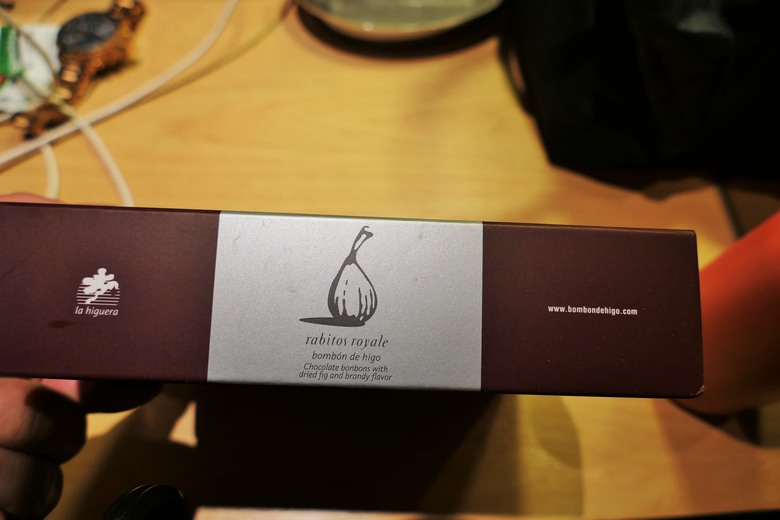 la higuera
rabitos royale
bombón de higo
Chocolate bonbons with
dried fig and brandy flavor
www.bombondehigo.com